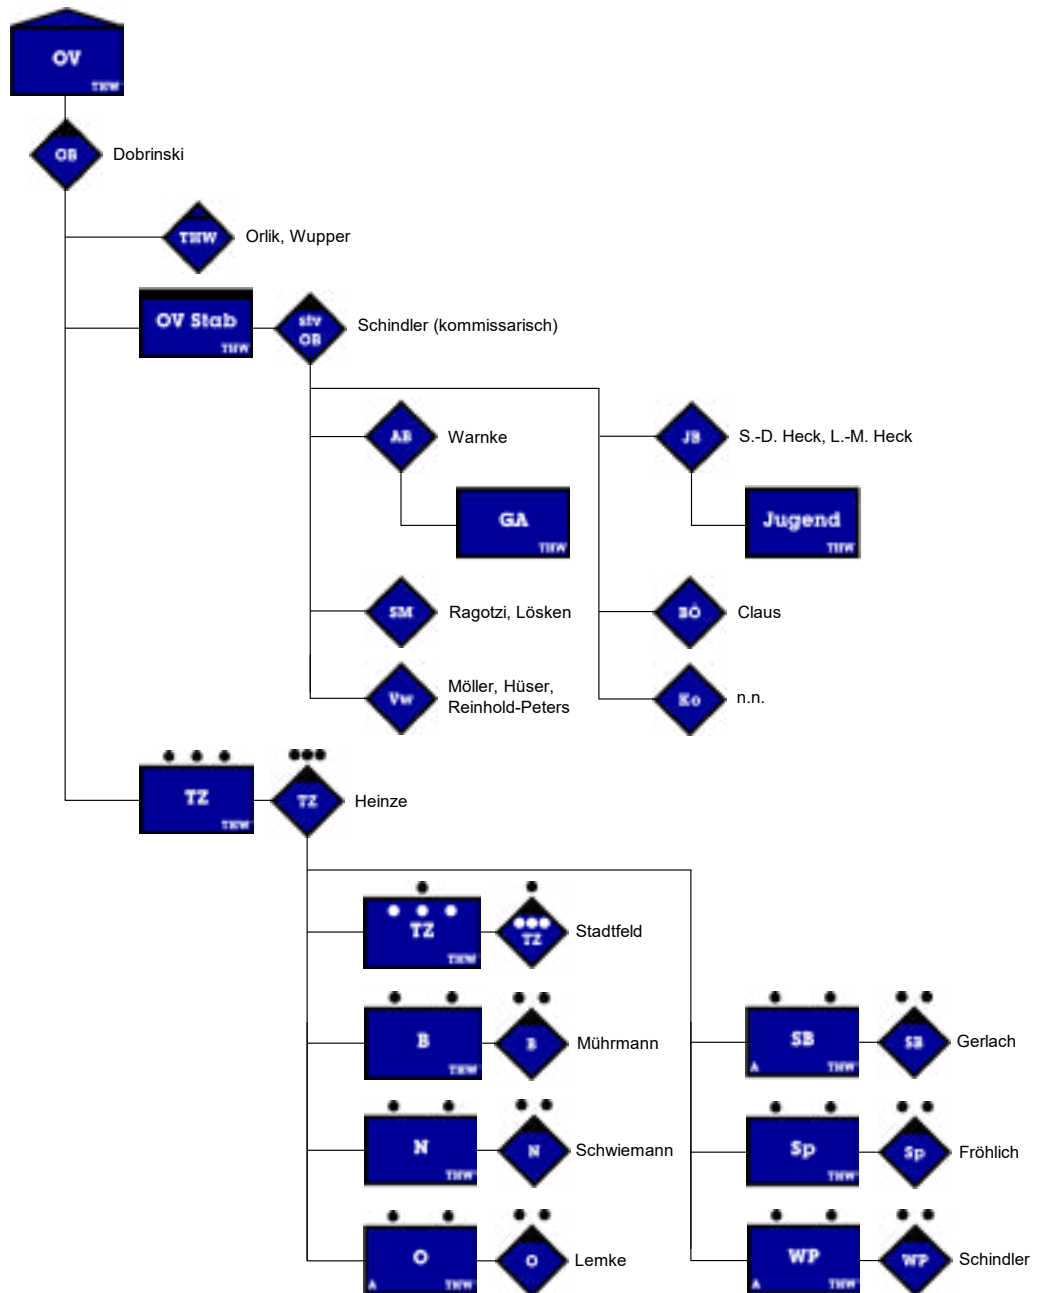 OV
THW
OB
Dobrinski
THW
Orlik, Wupper
OV Stab
THW
stv
OB
Schindler (kommissarisch)
AB
Warnke
JB
S.-D. Heck, L.-M. Heck
GA
THW
Jugend
THW
SM
Ragotzi, Lösken
BÖ
Claus
Vw
Möller, Hüser,
Reinhold-Peters
Ko
n.n.
TZ
THW
TZ
Heinze
TZ
THW
TZ
Stadtfeld
B
THW
B
Mührmann
SB
A
THW
SB
Gerlach
N
THW
N
Schwiemann
Sp
THW
Sp
Fröhlich
O
A
THW
O
Lemke
WP
A
THW
WP
Schindler